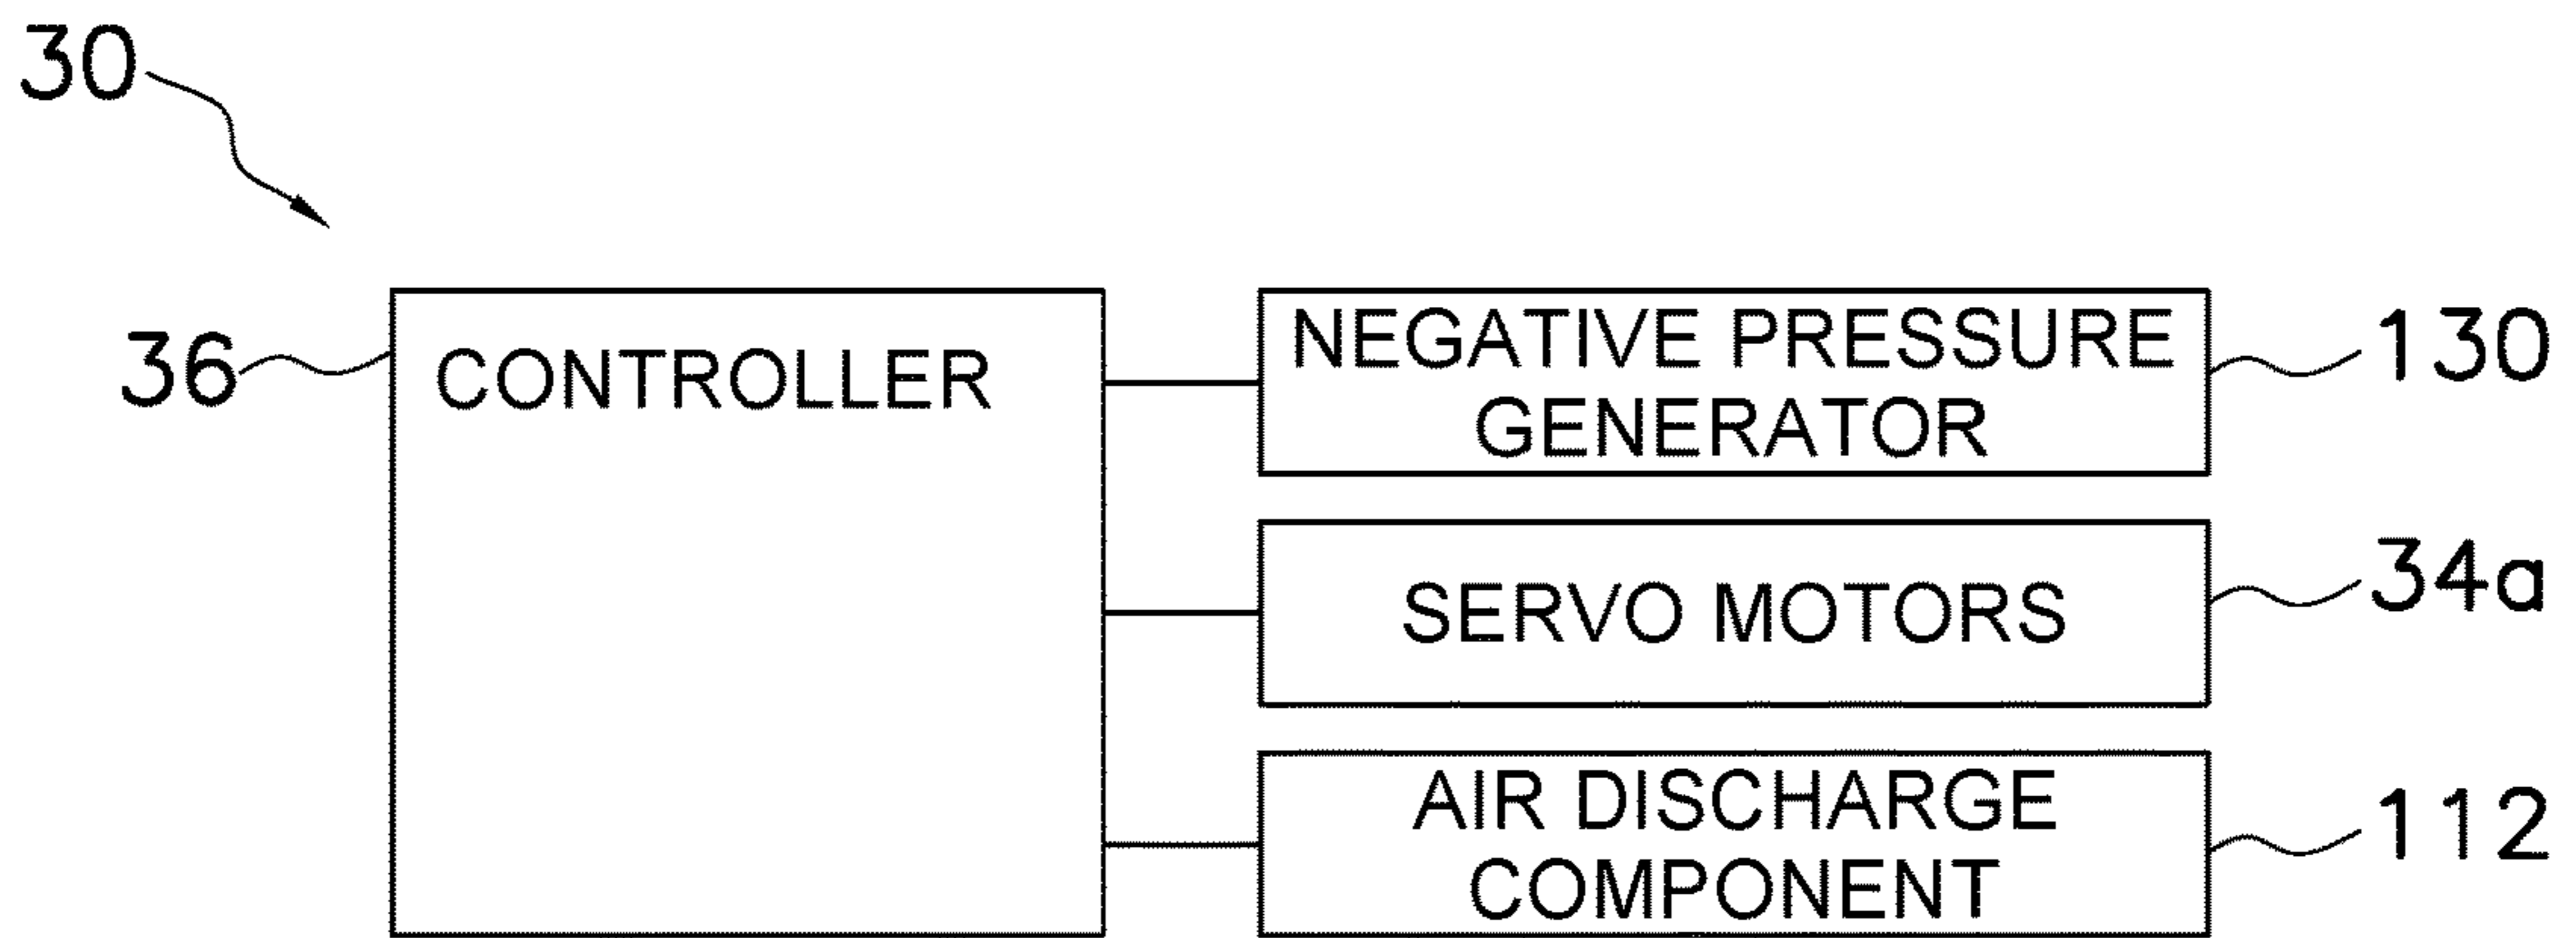 30
36
CONTROLLER
NEGATIVE PRESSURE
GENERATOR
130
SERVO MOTORS
34a
AIR DISCHARGE
COMPONENT
112